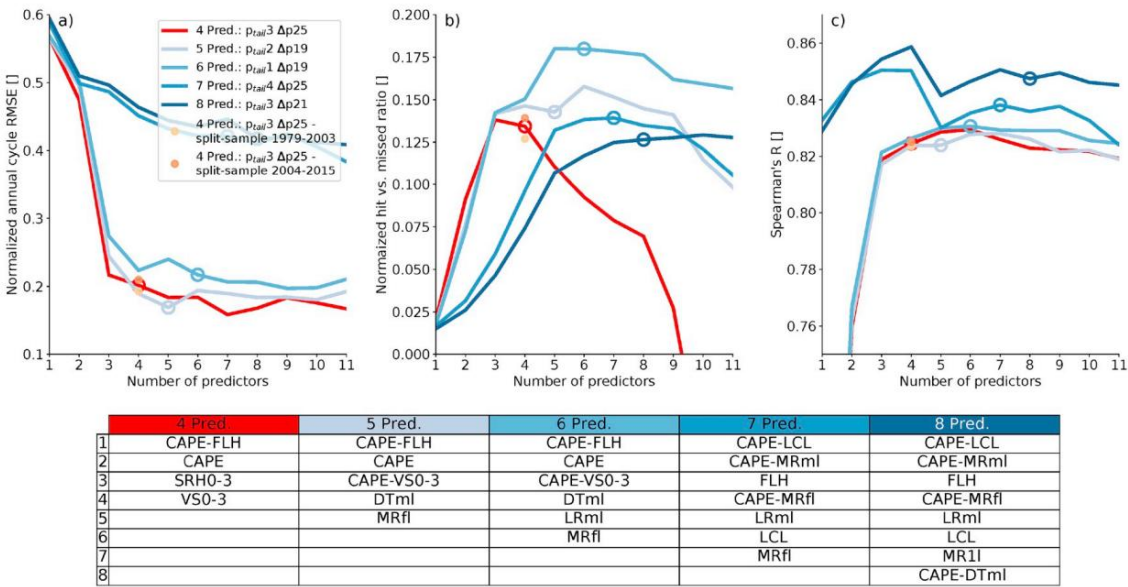 a)
4 Pred.: ptail3 Δp25
5 Pred.: ptail2 Δp19
6 Pred.: ptail1 Δp19
7 Pred.: ptail4 Δp25
8 Pred.: ptail3 Δp21
4 Pred.: ptail3 Δp25 -
split-sample 1979-2003
4 Pred.: ptail3 Δp25 -
split-sample 2004-2015
Normalized annual cycle RMSE []
0.6
0.5
0.4
0.3
0.2
0.1
1 2 3 4 5 6 7 8 9 10 11
Number of predictors
b)
Normalized hit vs. missed ratio []
0.200
0.175
0.150
0.125
0.100
0.075
0.050
0.025
0.000
1 2 3 4 5 6 7 8 9 10 11
Number of predictors
c)
Spearman's R []
0.86
0.84
0.82
0.80
0.78
0.76
1 2 3 4 5 6 7 8 9 10 11
Number of predictors
4 Pred. 5 Pred. 6 Pred. 7 Pred. 8 Pred.
1 CAPE-FLH CAPE-FLH CAPE-FLH CAPE-LCL CAPE-LCL
2 CAPE CAPE CAPE CAPE-MRml CAPE-MRml
3 SRH0-3 CAPE-VS0-3 CAPE-VS0-3 FLH FLH
4 VS0-3 DTml DTml CAPE-MRfl CAPE-MRfl
5 MRfl LRml LRml LRml
6 MRfl LCL LCL
7 MRfl MR1l
8 CAPE-DTml